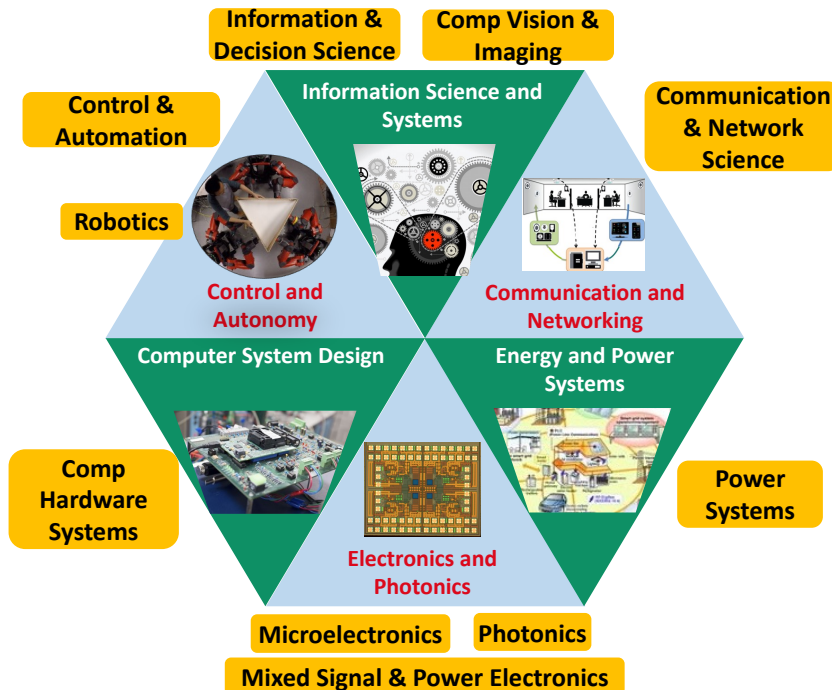 Information &
Decision Science
Comp Vision &
Imaging
Control &
Automation
Information Science and
Systems
Communication
& Network
Science
Robotics
Control and
Autonomy
Communication and
Networking
Computer System Design
Energy and Power
Systems
Comp
Hardware
Systems
Power
Systems
Electronics and
Photonics
Microelectronics
Photonics
Mixed Signal & Power Electronics